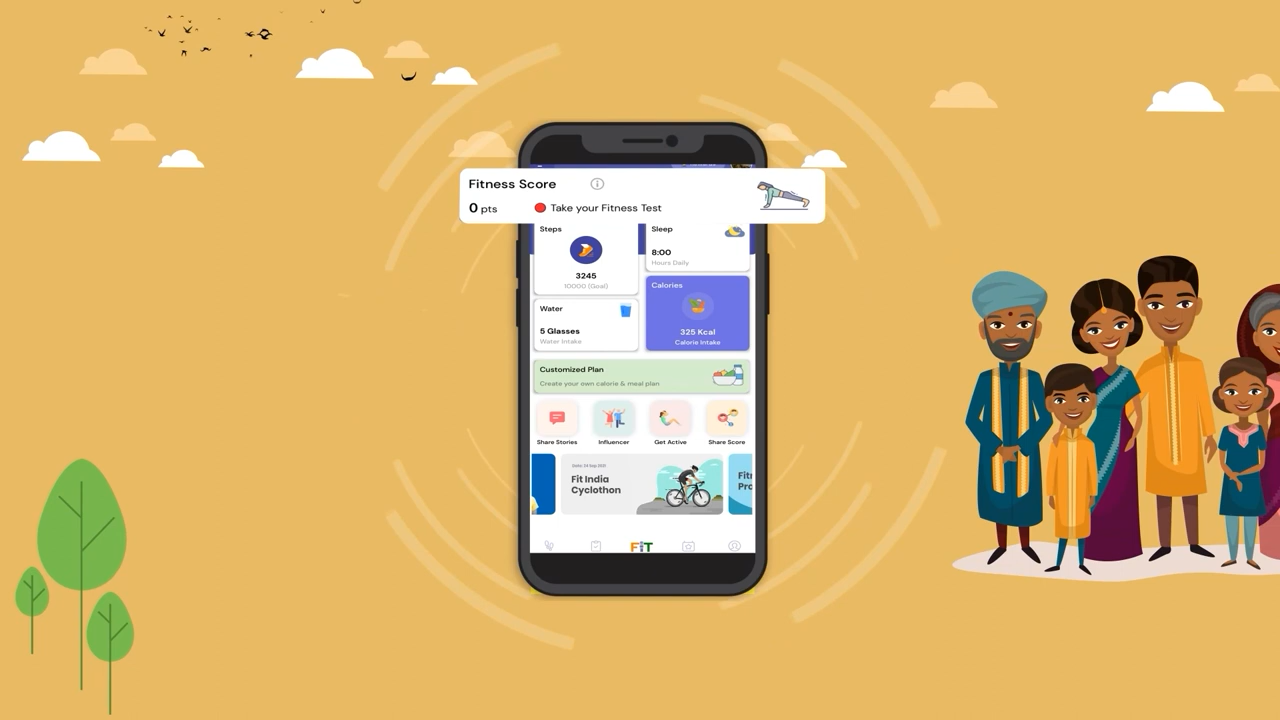 Fitness Score
0 pts
Take your Fitness Test
Steps
3245
10000 (Goal)
Sleep
8:00
Hours Daily
Water
5 Glasses
Water Intake
Calories
325 Kcal
Calorie Intake
Customized Plan
Create your own calorie & meal plan
Share Stories
Influencer
Get Active
Share Score
Fit India
Cyclothon
FiT